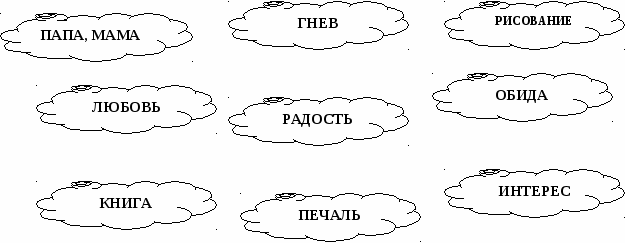 ПАПА, МАМА
ГНЕВ
РИСОВАНИЕ
ЛЮБОВЬ
РАДОСТЬ
ОБИДА
КНИГА
ПЕЧАЛЬ
ИНТЕРЕС